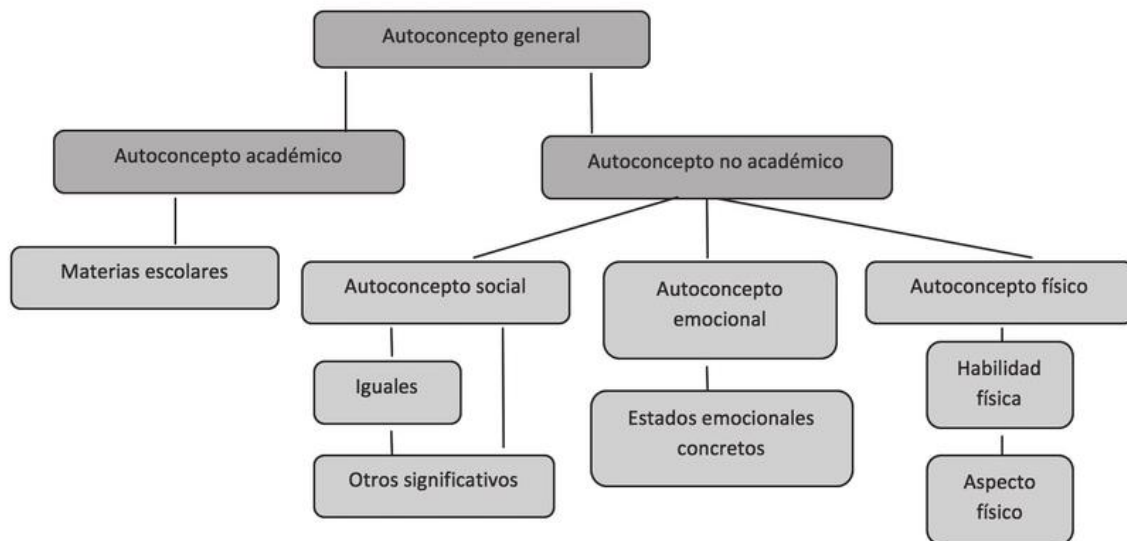 Autoconcepto general
Autoconcepto académico
Autoconcepto no académico
Materias escolares
Autoconcepto social
Autoconcepto
emocional
Autoconcepto físico
Iguales
Habilidad
física
Estados emocionales
concretos
Otros significativos
Aspecto
físico